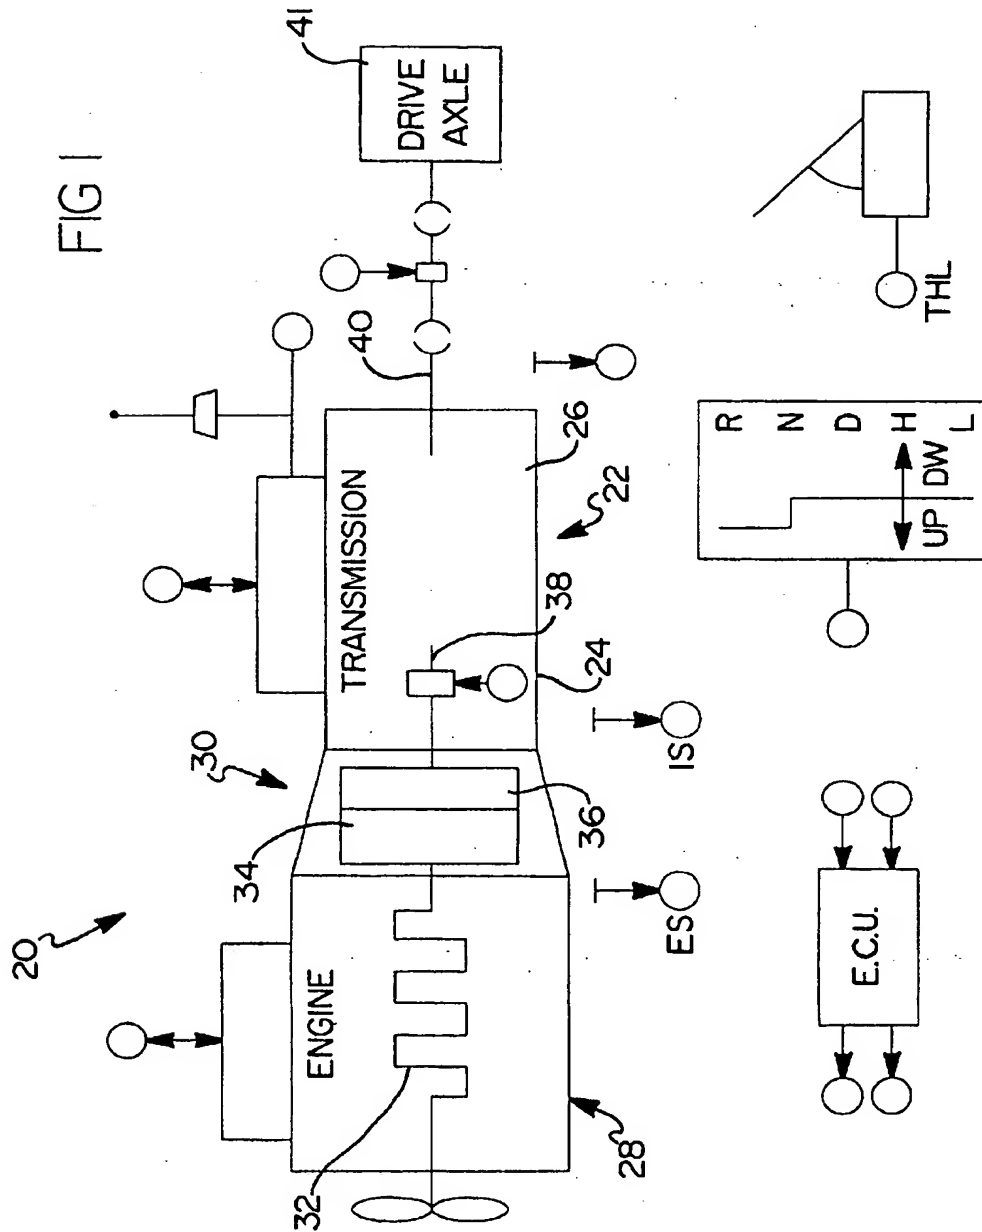 FIG 1
20
30
41
ENGINE
TRANSMISSION
DRIVE
AXLE
34
40
32
38
36
24
26
22
28
ES
IS
E.C.U.
R
N
D
H
L
UP
DW
THL